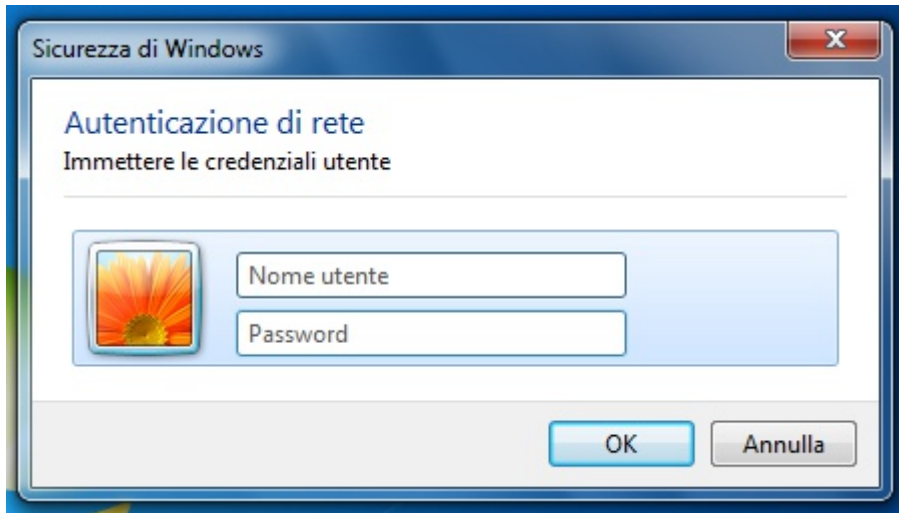 Sicurezza di Windows
Autenticazione di rete
Immettere le credenziali utente
Nome utente
Password
OK
Annulla